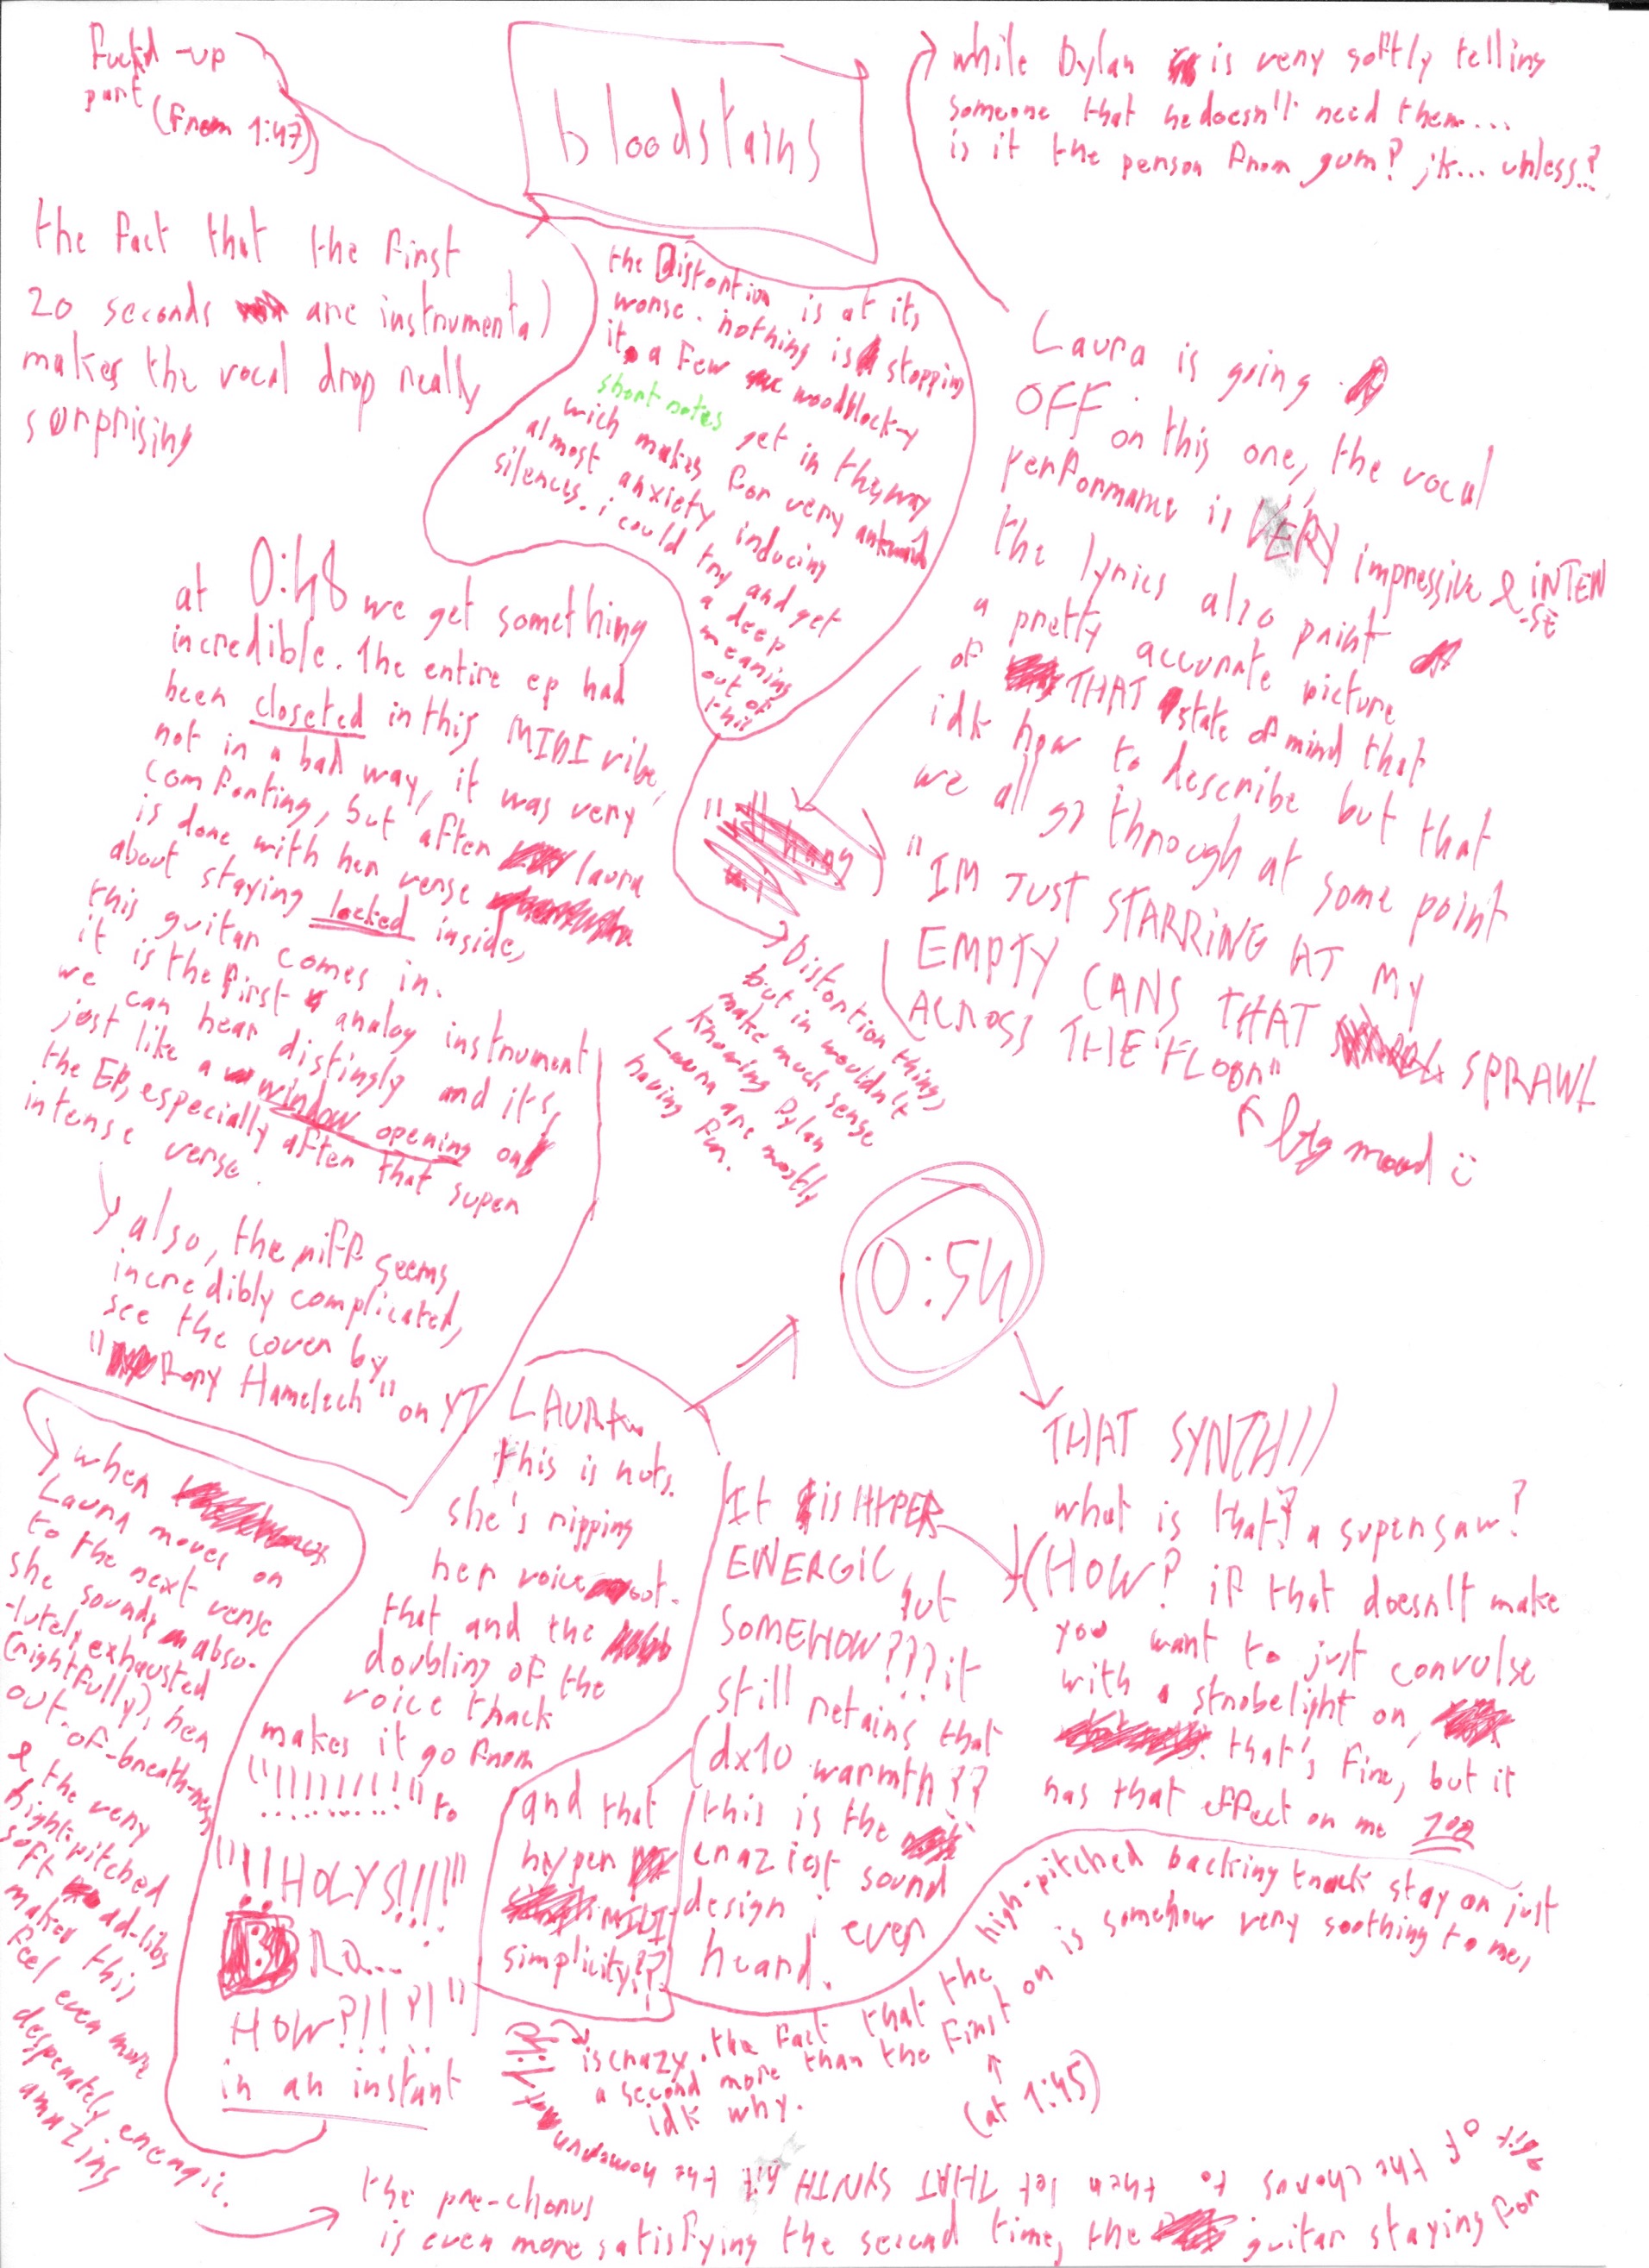 bloodstains
fuckd-up
part
(from 1:47)
the fact that the first
20 seconds are instrumental
makes the vocal drop really
surprising
the Distortion is at its
worse. nothing is stopping
it. a few woodblock-y
short notes get in the way
wich makes for very awkward
almost anxiety inducing
silences. i could try and get
a deep
meaning
out of
this
Distortion thing,
but in wouldn't
make much sense
knowing Dylan
Laura are mostly
having fun.
Laura is going
OFF on this one, the vocal
performance is VERY impressive & INTEN
-SE
while Dylan is very softly telling
someone that he doesn't need them...
is it the person from gum? jk... unless?
the lyrics also paint
a pretty accurate picture
of THAT state of mind that
idk how to describe but that
we all go through at some point
"IM JUST STARRING AT MY
EMPTY CANS THAT SPRAWL
ACROSS THE FLOOR"
big mood :)
at 0:48 we get something
incredible. The entire ep had
been closeted in this MIDI vibe,
not in a bad way, it was very
comforting, but after laura
is done with her verse
about staying locked inside,
this guitar comes in.
it is the first analog instrument
we can hear distingly and its,
just like a window opening on
the EP, especially after that super
intense verse.
also, the riff seems
incredibly complicated,
see the cover by
"Rony Hamelech" on YT
0:54
THAT SYNTH!!
what is that? a supersaw?
HOW? if that doesn't make
you want to just convulse
with a strobelight on,
that's fine, but it
has that effect on me
It is HYPER
ENERGIC but
SOMEHOW??? it
still retains that
dx10 warmth??
and that
hyper
MIDI
simplicity??
this is the
craziest sound
design i ever
heard.
LAURA
this is nuts.
she's ripping
her voice out.
that and the
doubling of the
voice track
makes it go from
"!!!!!!!!!!" to
"!!!HOLYS!!!!"
BRO...
HOW?!!?!"
in an instant
when
Laura moves on
to the next verse
she sounds abso-
-lutely exhausted
(rightfully), her
out-of-breath-ness
& the very
hight-pitched
soft ad-libs
makes this
feel even more
desperately energic.
amazing
the pre-chorus
is even more satisfying the second time, the guitar staying for
of the chorus to then let THAT SYNTH hit the
is crazy. the fact that the high-pitched backing track stay on just
a second more than the first on is somehow very soothing to me,
idk why.
(at 1:45)